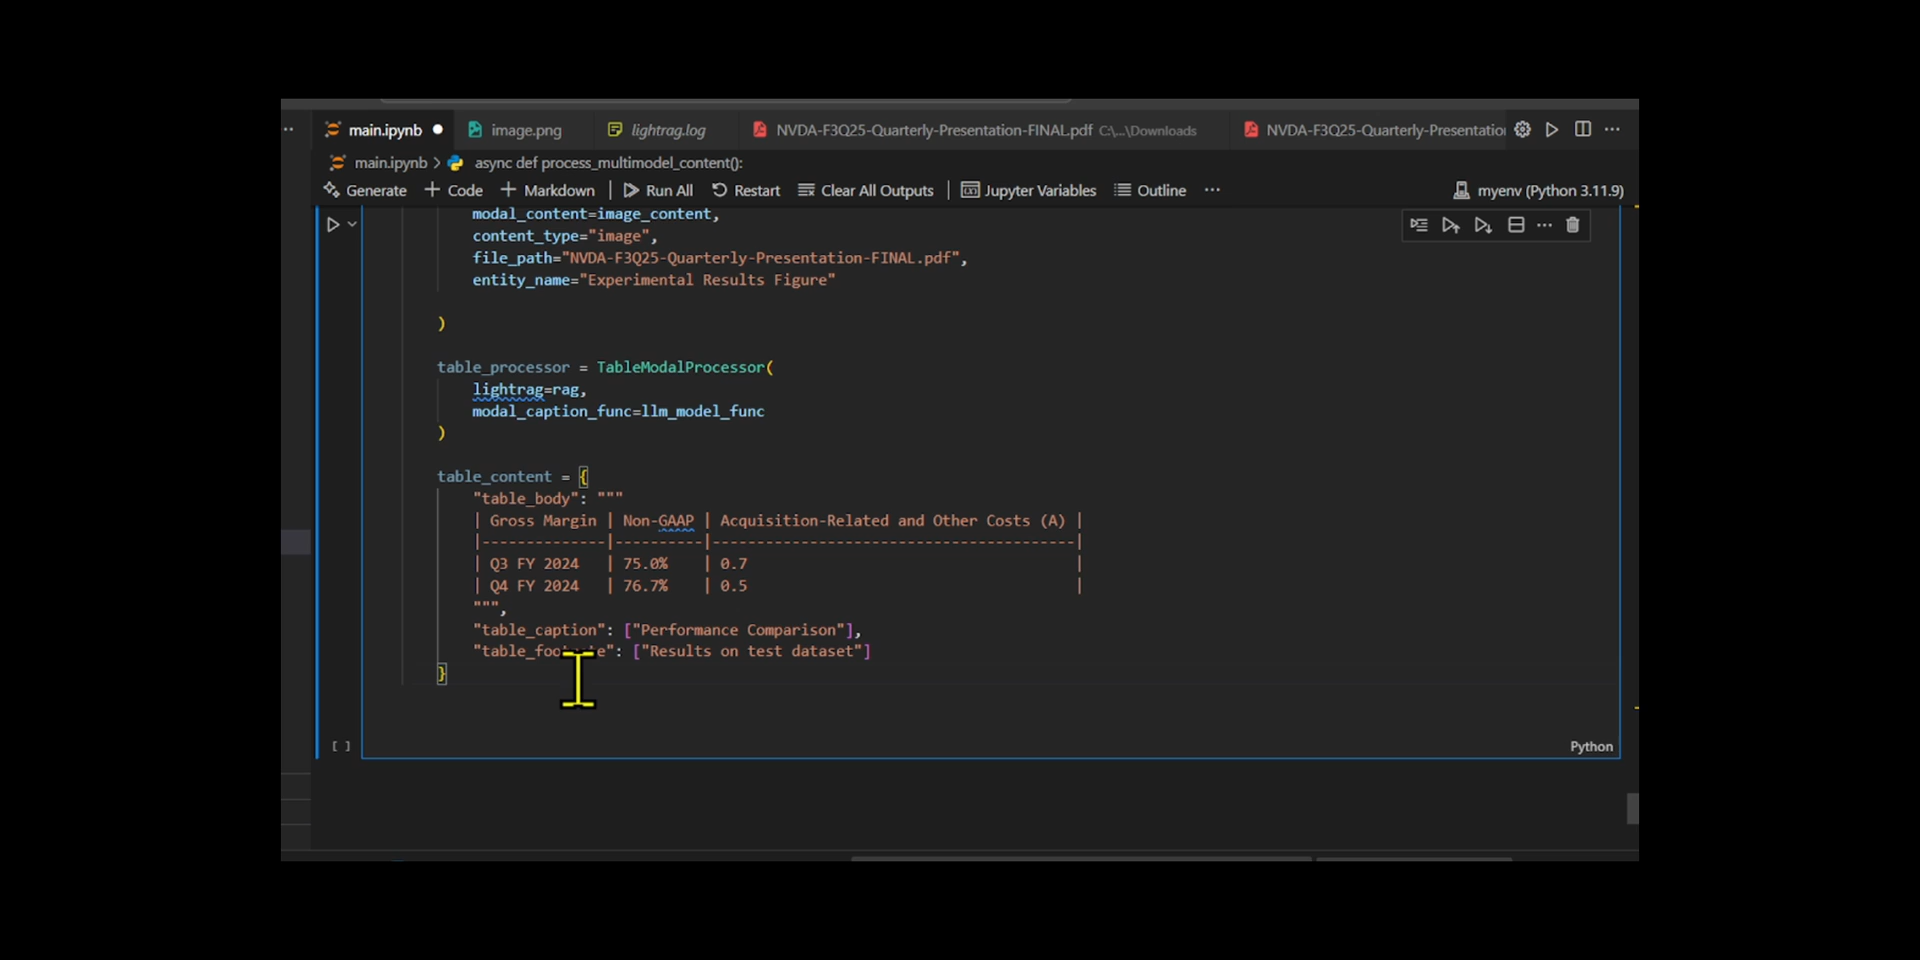 main.ipynb
image.png
lightrag.log
NVDA-F3Q25-Quarterly-Presentation-FINAL.pdf C:\...\Downloads
NVDA-F3Q25-Quarterly-Presentatio
main.ipynb > async def process_multimodel_content():
Generate + Code + Markdown | Run All Restart Clear All Outputs | Jupyter Variables Outline ... myenv (Python 3.11.9)
modal_content=image_content,
content_type="image",
file_path="NVDA-F3Q25-Quarterly-Presentation-FINAL.pdf",
entity_name="Experimental Results Figure"
)
table_processor = TableModalProcessor(
lightrag=rag,
modal_caption_func=llm_model_func
)
table_content = {
"table_body": """
| Gross Margin | Non-GAAP | Acquisition-Related and Other Costs (A) |
|--------------|----------|-----------------------------------------|
| Q3 FY 2024 | 75.0% | 0.7 |
| Q4 FY 2024 | 76.7% | 0.5 |
""",
"table_caption": ["Performance Comparison"],
": ["Results on test dataset"]
}
[ ]
Python